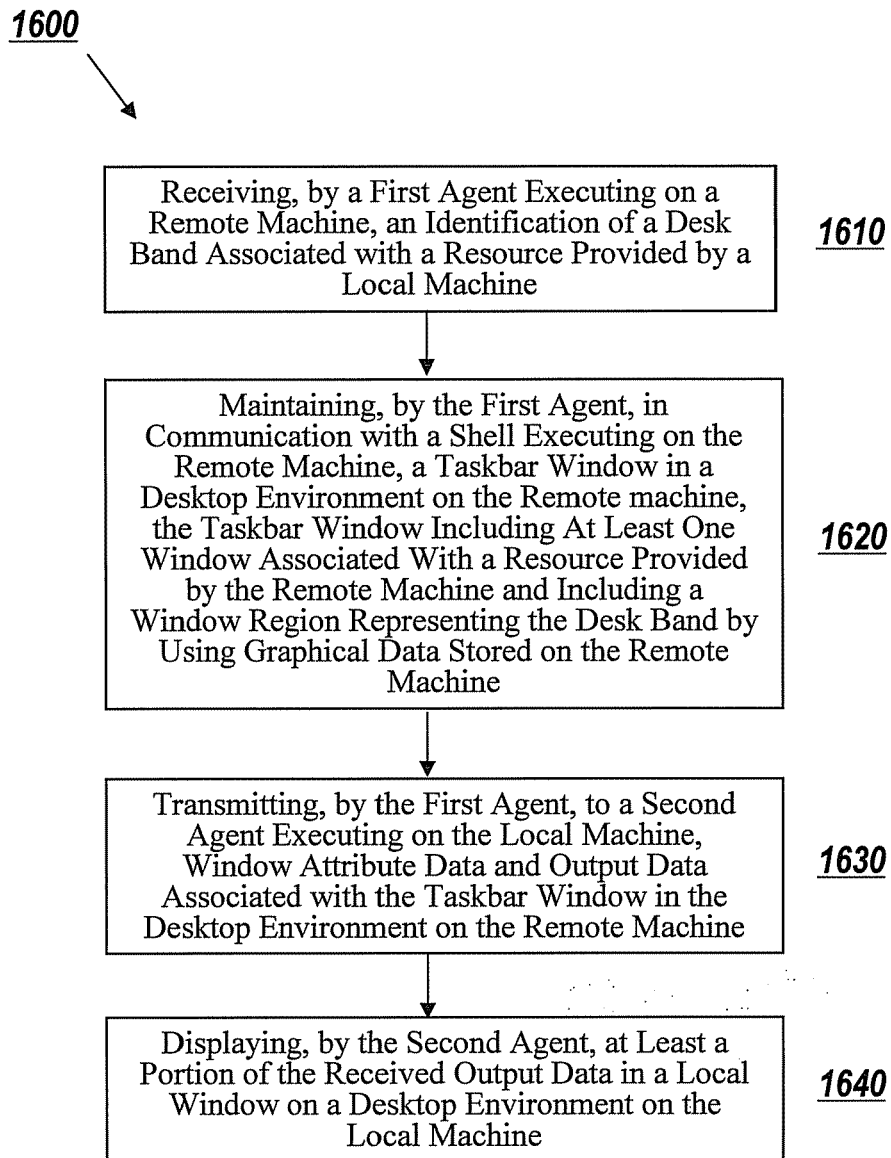 1600
Receiving, by a First Agent Executing on a
Remote Machine, an Identification of a Desk
Band Associated with a Resource Provided by a
Local Machine
1610
Maintaining, by the First Agent, in
Communication with a Shell Executing on the
Remote Machine, a Taskbar Window in a
Desktop Environment on the Remote machine,
the Taskbar Window Including At Least One
Window Associated With a Resource Provided
by the Remote Machine and Including a
Window Region Representing the Desk Band by
Using Graphical Data Stored on the Remote
Machine
1620
Transmitting, by the First Agent, to a Second
Agent Executing on the Local Machine,
Window Attribute Data and Output Data
Associated with the Taskbar Window in the
Desktop Environment on the Remote Machine
1630
Displaying, by the Second Agent, at Least a
Portion of the Received Output Data in a Local
Window on a Desktop Environment on the
Local Machine
1640